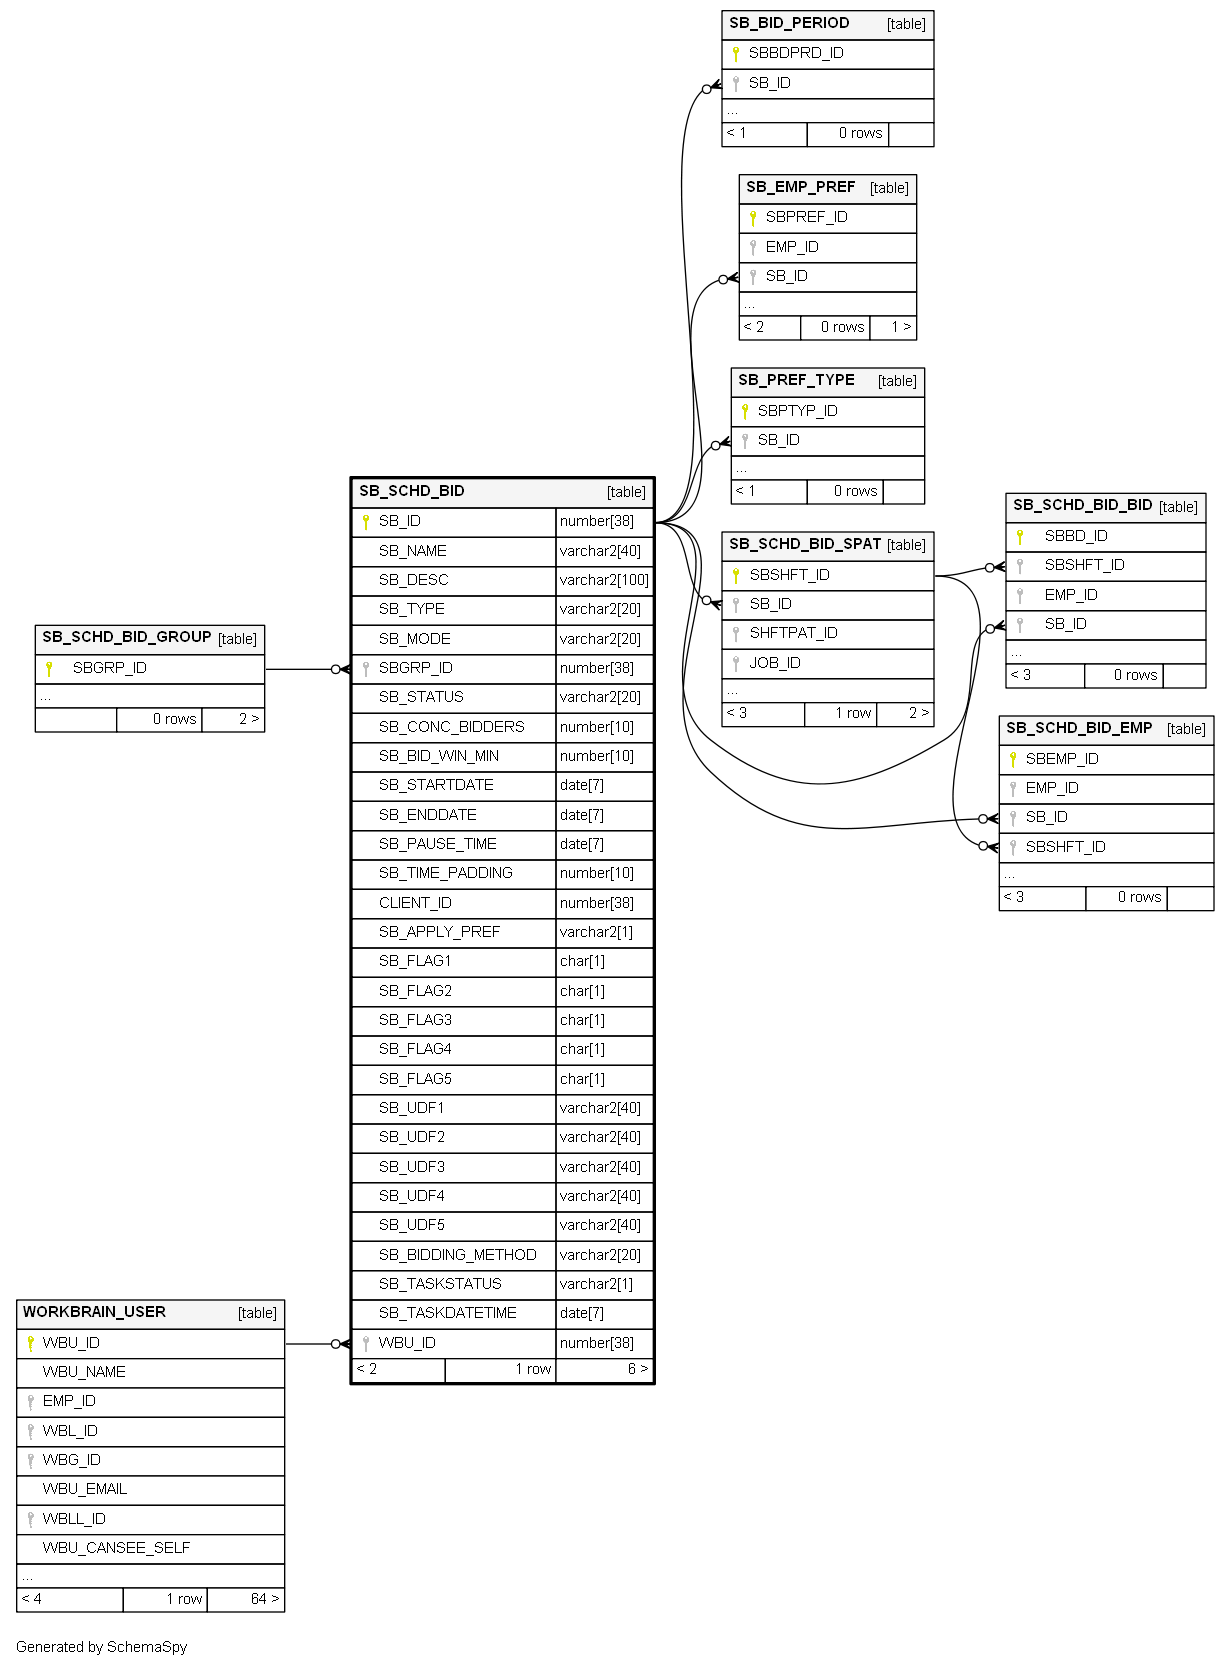 SB_BID_PERIOD [table]
SBBDPRD_ID
SB_ID
...
< 1 0 rows
SB_EMP_PREF [table]
SBPREF_ID
EMP_ID
SB_ID
...
< 2 0 rows 1 >
SB_PREF_TYPE [table]
SBPTYP_ID
SB_ID
...
< 1 0 rows
SB_SCHD_BID_SPAT [table]
SBSHFT_ID
SB_ID
SHFTPAT_ID
JOB_ID
...
< 3 1 row 2 >
SB_SCHD_BID_BID [table]
SBBD_ID
SBSHFT_ID
EMP_ID
SB_ID
...
< 3 0 rows
SB_SCHD_BID_EMP [table]
SBEMP_ID
EMP_ID
SB_ID
SBSHFT_ID
...
< 3 0 rows
SB_SCHD_BID [table]
SB_ID number[38]
SB_NAME varchar2[40]
SB_DESC varchar2[100]
SB_TYPE varchar2[20]
SB_MODE varchar2[20]
SBGRP_ID number[38]
SB_STATUS varchar2[20]
SB_CONC_BIDDERS number[10]
SB_BID_WIN_MIN number[10]
SB_STARTDATE date[7]
SB_ENDDATE date[7]
SB_PAUSE_TIME date[7]
SB_TIME_PADDING number[10]
CLIENT_ID number[38]
SB_APPLY_PREF varchar2[1]
SB_FLAG1 char[1]
SB_FLAG2 char[1]
SB_FLAG3 char[1]
SB_FLAG4 char[1]
SB_FLAG5 char[1]
SB_UDF1 varchar2[40]
SB_UDF2 varchar2[40]
SB_UDF3 varchar2[40]
SB_UDF4 varchar2[40]
SB_UDF5 varchar2[40]
SB_BIDDING_METHOD varchar2[20]
SB_TASKSTATUS varchar2[1]
SB_TASKDATETIME date[7]
WBU_ID number[38]
< 2 1 row 6 >
SB_SCHD_BID_GROUP [table]
SBGRP_ID
...
0 rows 2 >
WORKBRAIN_USER [table]
WBU_ID
WBU_NAME
EMP_ID
WBL_ID
WBG_ID
WBU_EMAIL
WBLL_ID
WBU_CANSEE_SELF
...
< 4 1 row 64 >
Generated by SchemaSpy